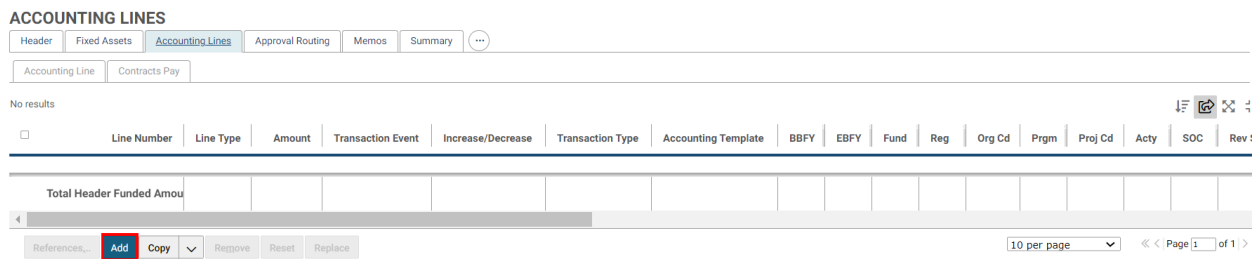 ACCOUNTING LINES
Header Fixed Assets Accounting Lines Approval Routing Memos Summary ...
Accounting Line Contracts Pay
No results
Line Number Line Type Amount Transaction Event Increase/Decrease Transaction Type Accounting Template BBFY EBFY Fund Reg Org Cd Prgm Proj Cd Acty SOC Rev
Total Header Funded Amou
References... Add Copy Remove Reset Replace 10 per page Page 1 of 1